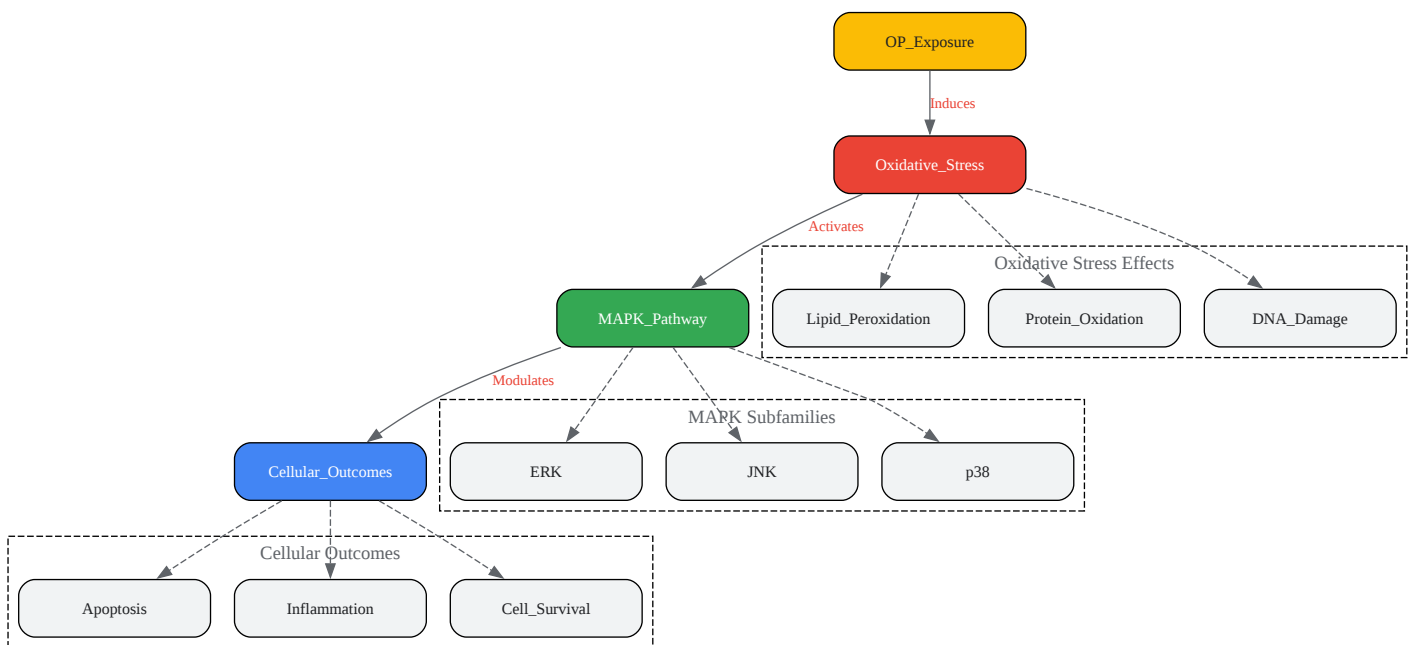 OP_Exposure
Induces
Oxidative_Stress
Activates
Oxidative Stress Effects
MAPK_Pathway
Lipid_Peroxidation
Protein_Oxidation
DNA_Damage
Modulates
MAPK Subfamilies
Cellular_Outcomes
ERK
JNK
p38
Cellular Outcomes
Apoptosis
Inflammation
Cell_Survival